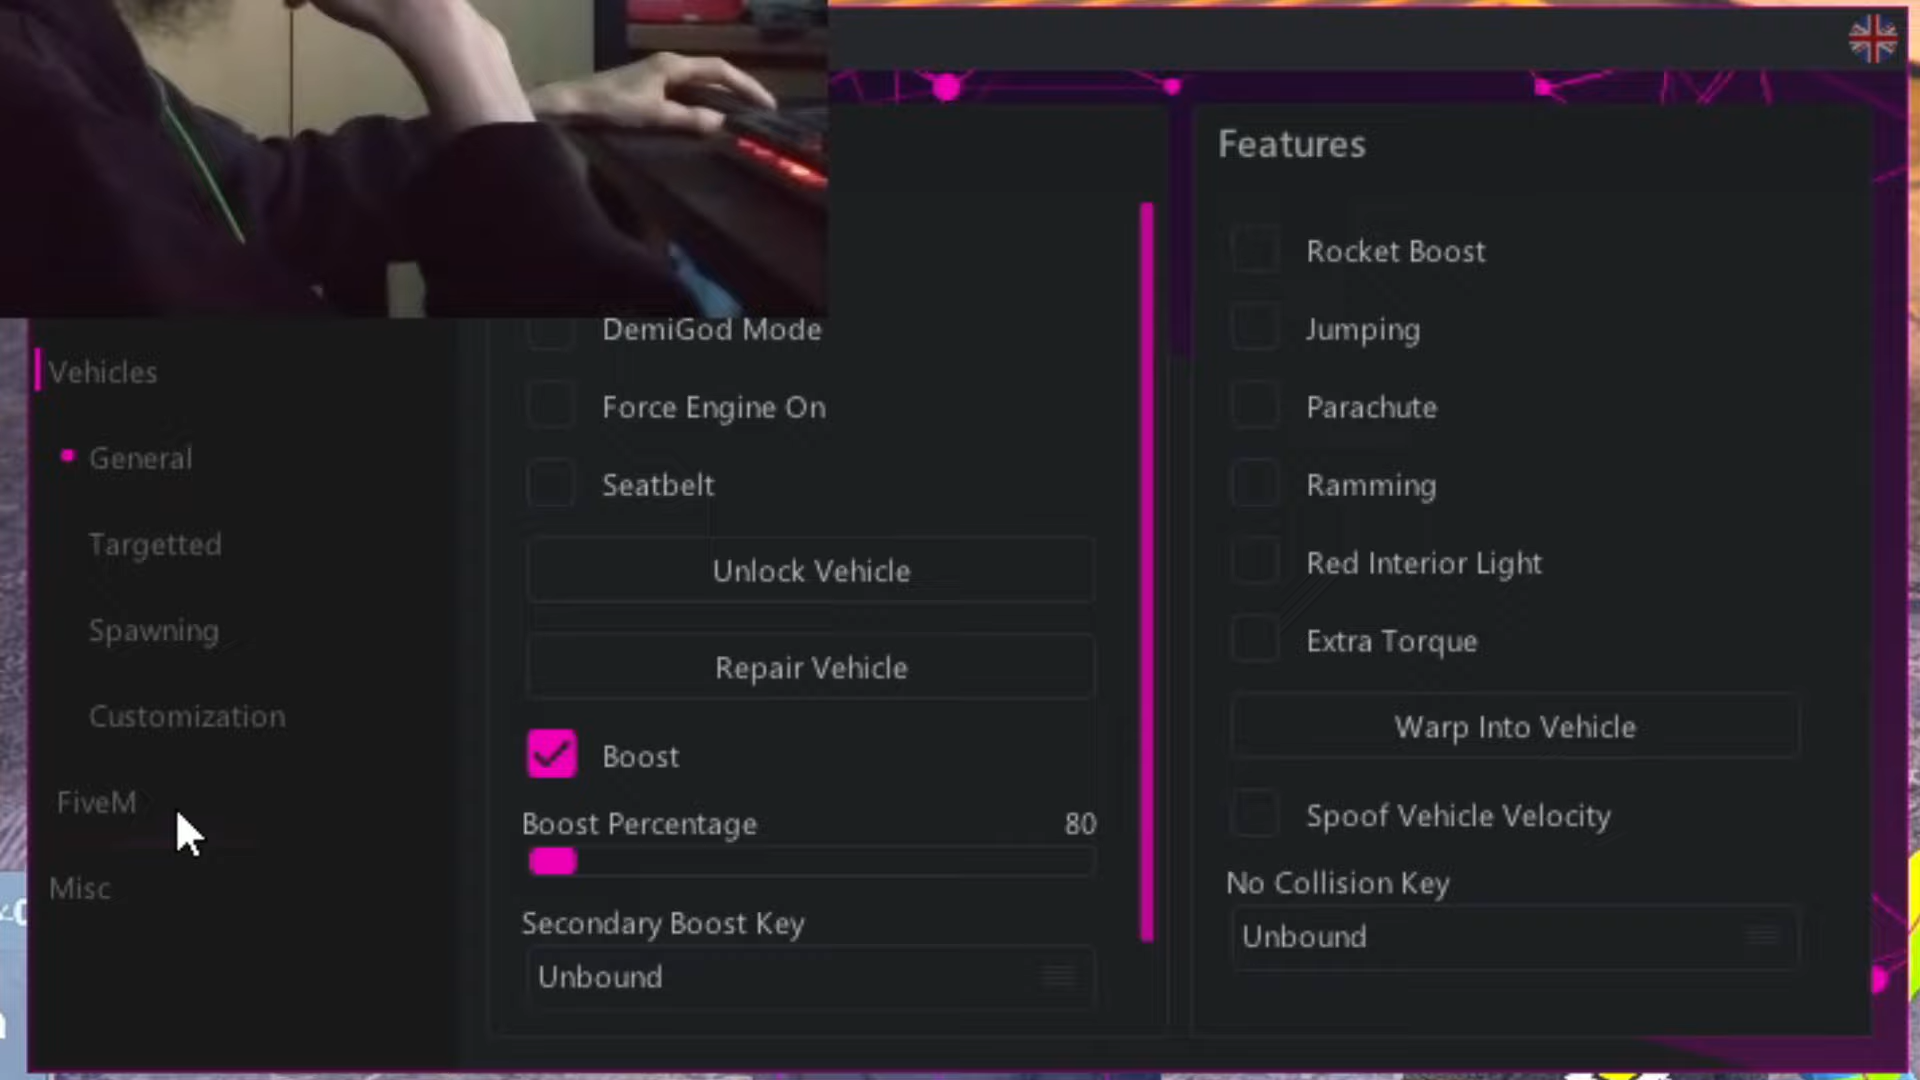 Vehicles
General
Targetted
Spawning
Customization
FiveM
Misc
DemiGod Mode
Force Engine On
Seatbelt
Unlock Vehicle
Repair Vehicle
Boost
Boost Percentage 80
Secondary Boost Key
Unbound
Features
Rocket Boost
Jumping
Parachute
Ramming
Red Interior Light
Extra Torque
Warp Into Vehicle
Spoof Vehicle Velocity
No Collision Key
Unbound